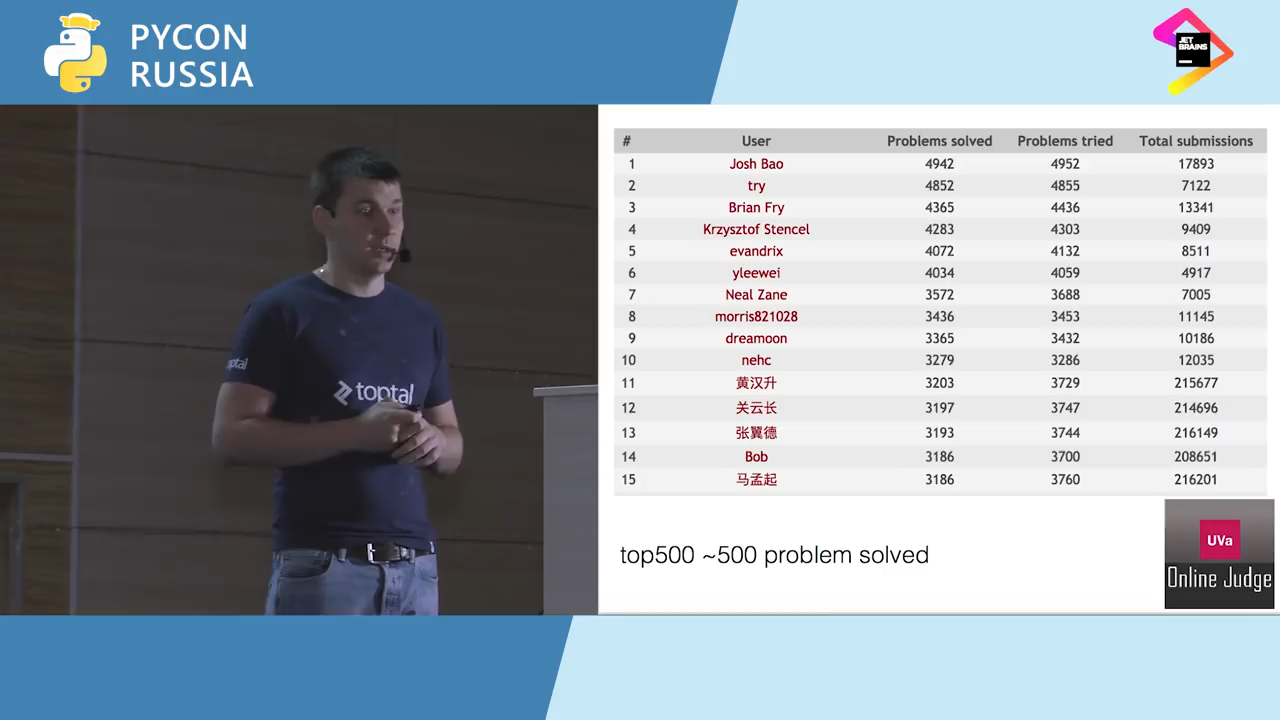 PYCON
RUSSIA
JET
BRAINS
toptal
toptal
# User Problems solved Problems tried Total submissions
1 Josh Bao 4942 4952 17893
2 try 4852 4855 7122
3 Brian Fry 4365 4436 13341
4 Krzysztof Stencel 4283 4303 9409
5 evandrix 4072 4132 8511
6 yleewei 4034 4059 4917
7 Neal Zane 3572 3688 7005
8 morris821028 3436 3453 11145
9 dreamoon 3365 3432 10186
10 nehc 3279 3286 12035
11 黄汉升 3203 3729 215677
12 关云长 3197 3747 214696
13 张翼德 3193 3744 216149
14 Bob 3186 3700 208651
15 马孟起 3186 3760 216201
top500 ~500 problem solved
UVa
Online Judge